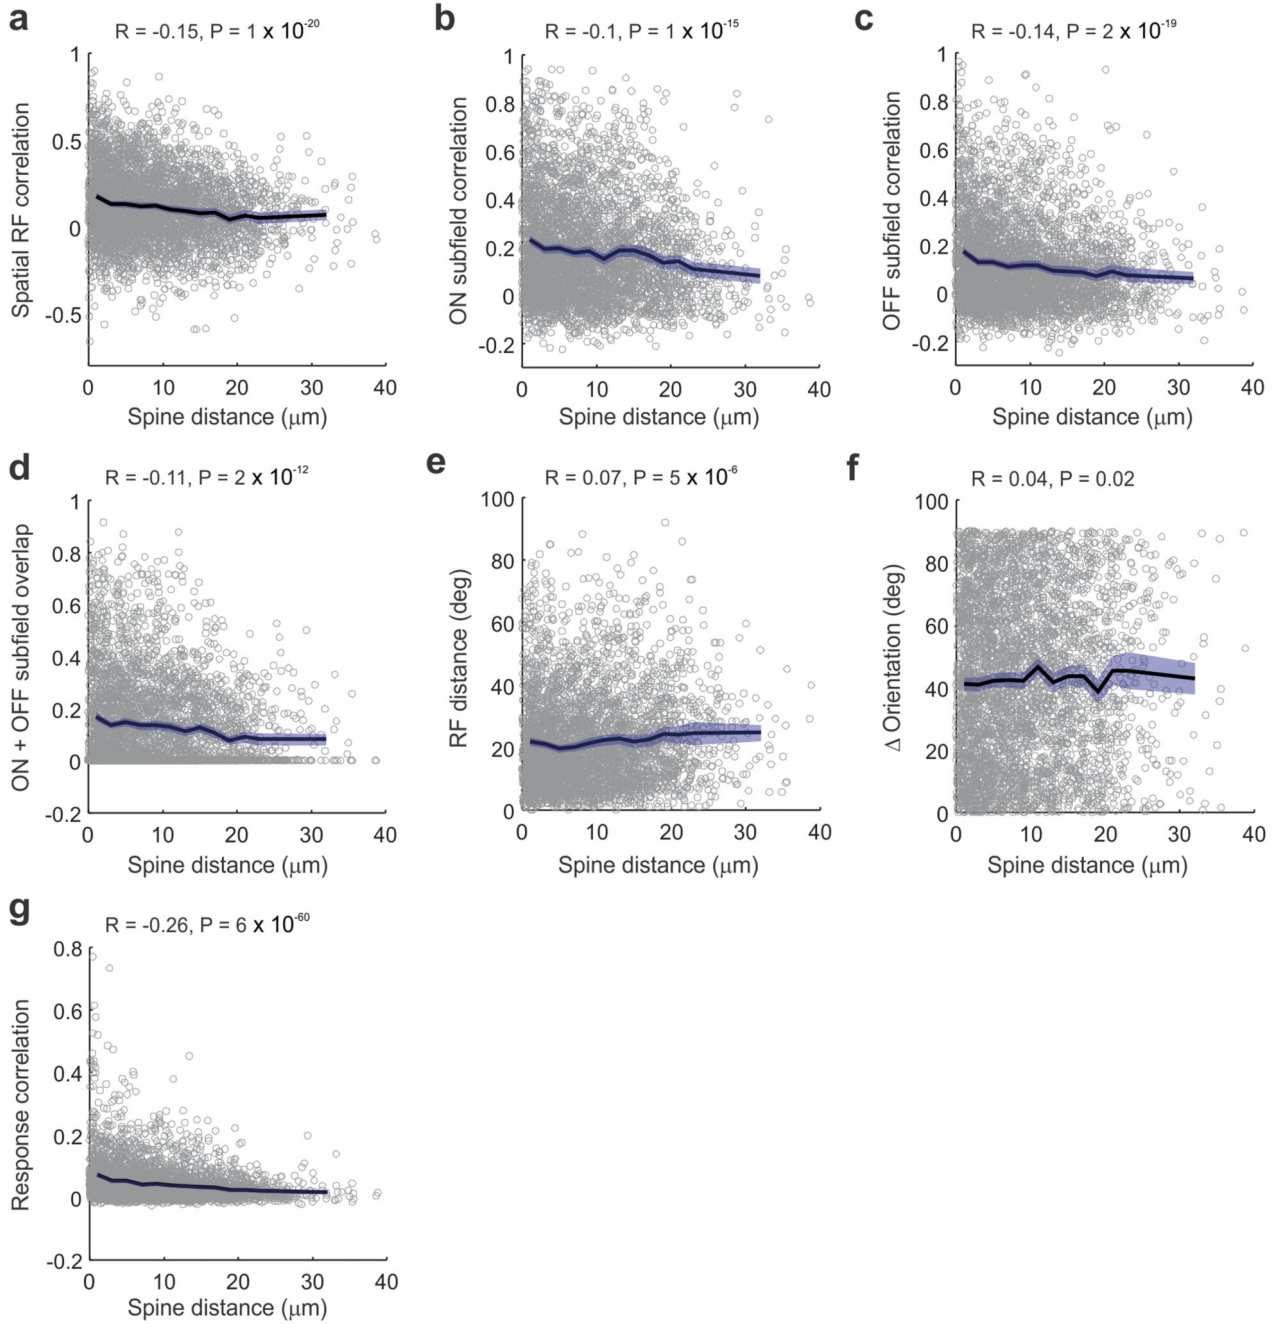 a
R = -0.15, P = 1 x 10⁻²⁰
1
0.5
0
-0.5
Spatial RF correlation
0 10 20 30 40
Spine distance (μm)
b
R = -0.1, P = 1 x 10⁻¹⁵
1
0.8
0.6
0.4
0.2
0
-0.2
ON subfield correlation
0 10 20 30 40
Spine distance (μm)
c
R = -0.14, P = 2 x 10⁻¹⁹
1
0.8
0.6
0.4
0.2
0
-0.2
OFF subfield correlation
0 10 20 30 40
Spine distance (μm)
d
R = -0.11, P = 2 x 10⁻¹²
1
0.8
0.6
0.4
0.2
0
-0.2
ON + OFF subfield overlap
0 10 20 30 40
Spine distance (μm)
e
R = 0.07, P = 5 x 10⁻⁶
100
80
60
40
20
0
RF distance (deg)
0 10 20 30 40
Spine distance (μm)
f
R = 0.04, P = 0.02
100
80
60
40
20
0
Δ Orientation (deg)
0 10 20 30 40
Spine distance (μm)
g
R = -0.26, P = 6 x 10⁻⁶⁰
0.8
0.6
0.4
0.2
0
-0.2
Response correlation
0 10 20 30 40
Spine distance (μm)